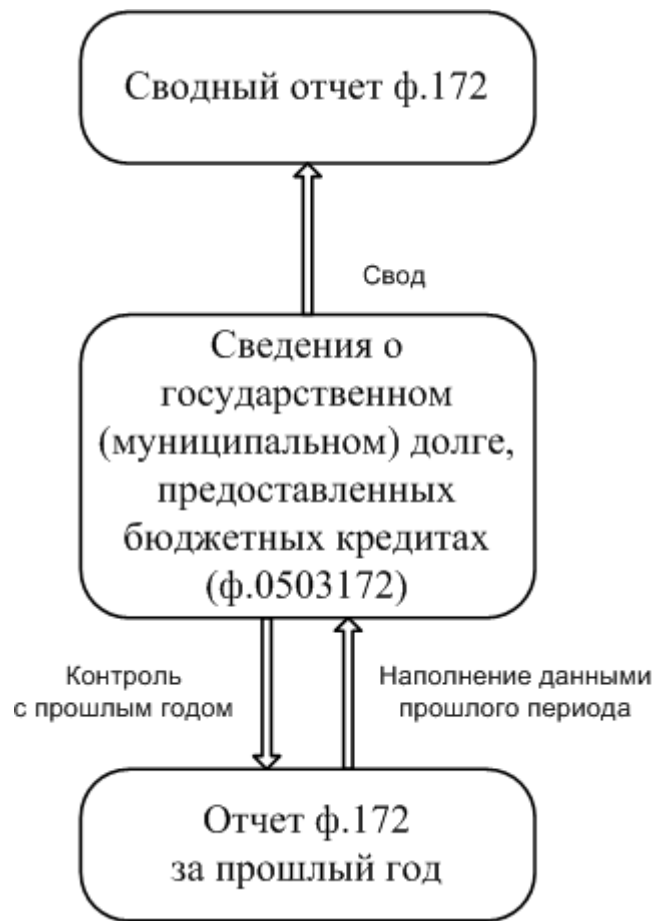 Сводный отчет ф.172
Свод
Сведения о
государственном
(муниципальном) долге,
предоставленных
бюджетных кредитах
(ф.0503172)
Контроль
с прошлым годом
Наполнение данными
прошлого периода
Отчет ф.172
за прошлый год